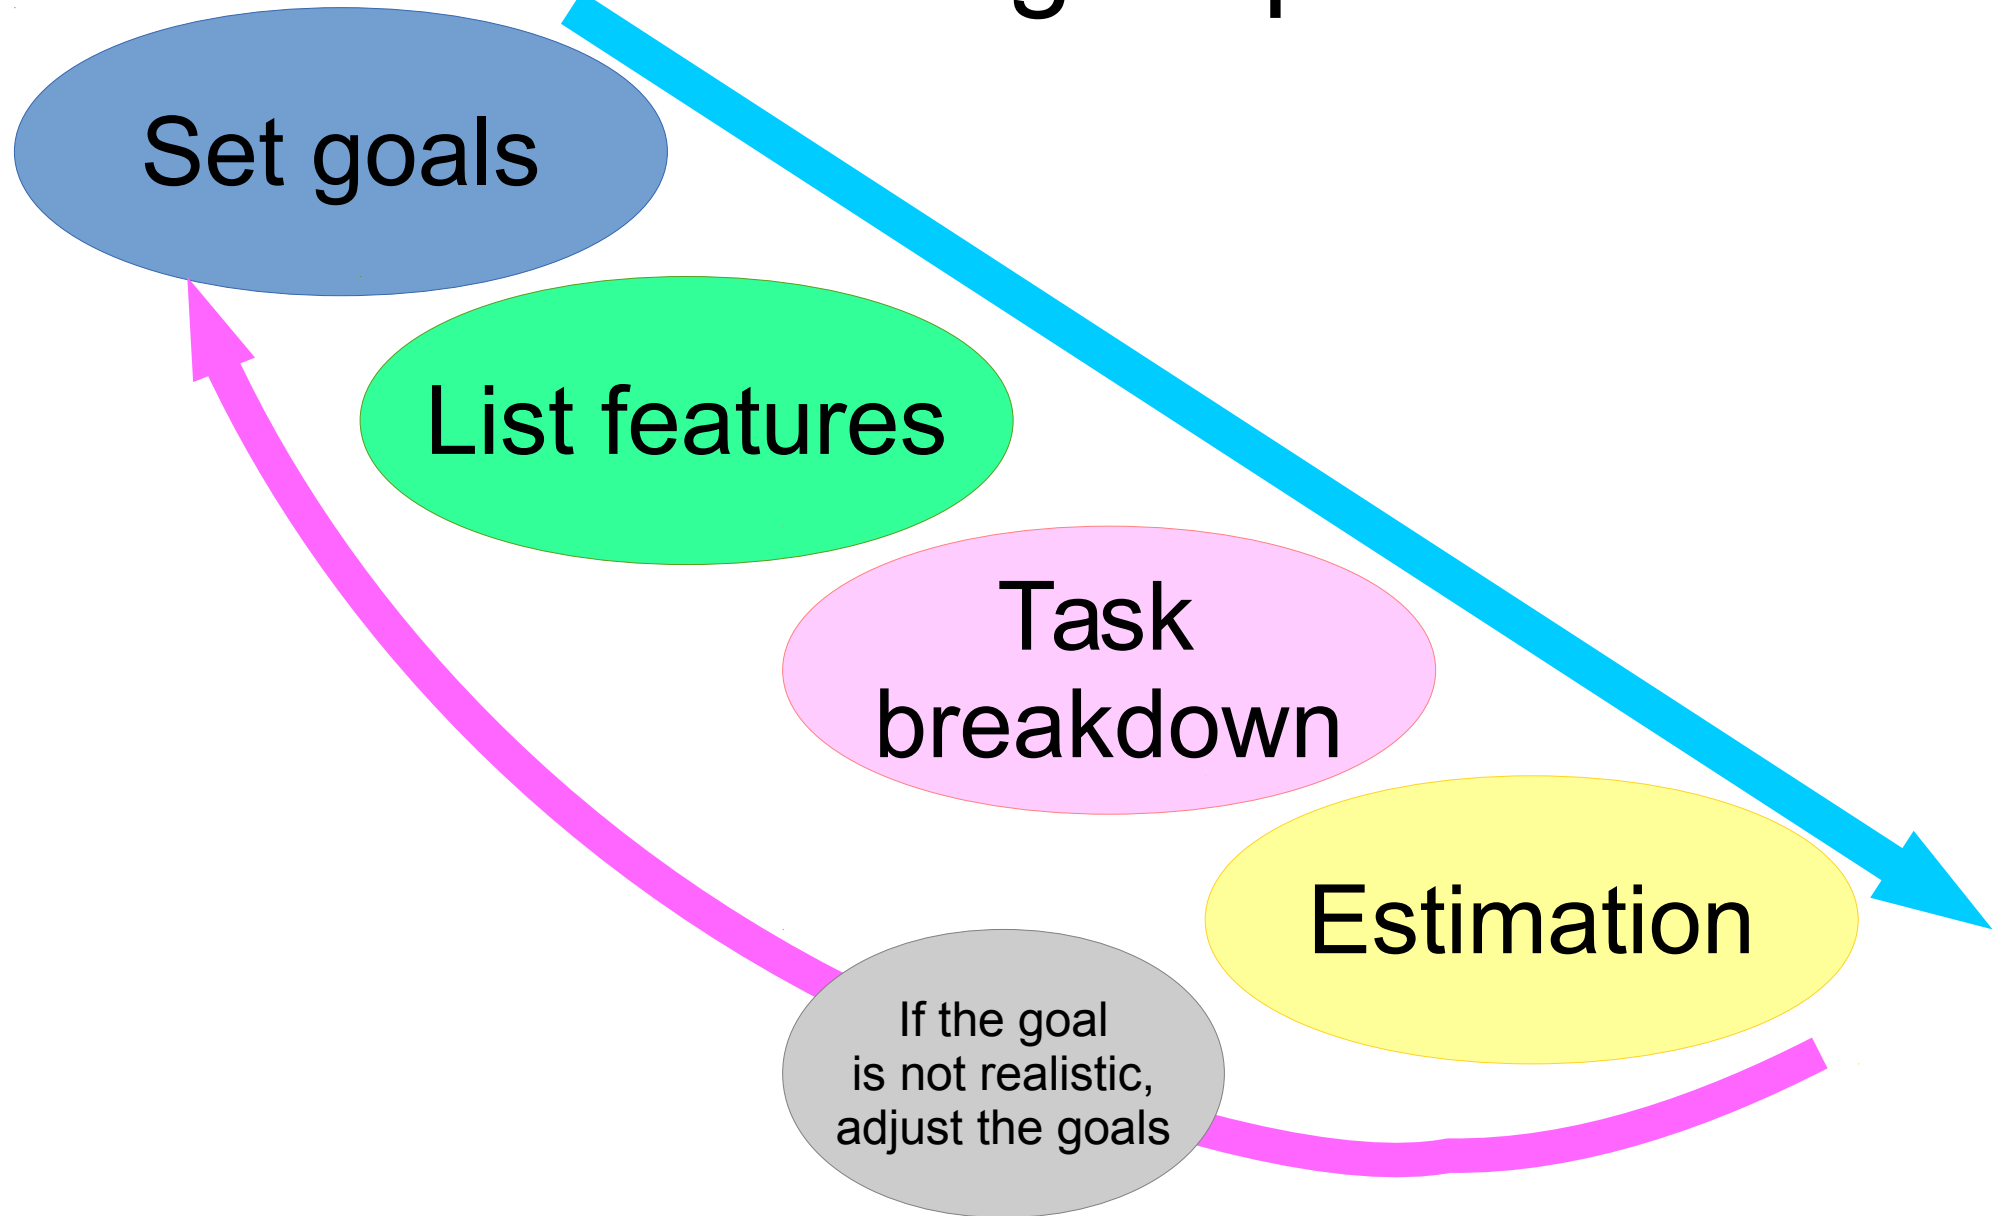 Set goals
List features
Task
breakdown
Estimation
If the goal
is not realistic,
adjust the goals